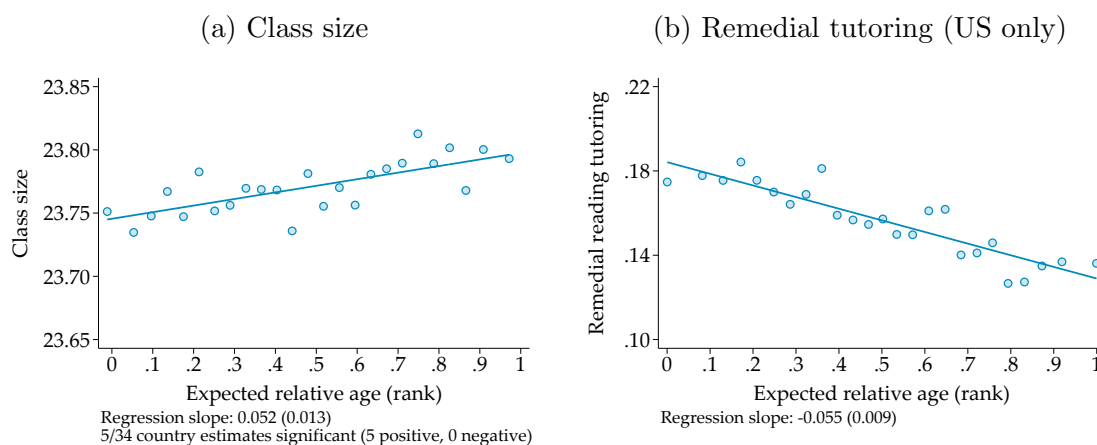 (a) Class size
23.85
23.80
23.75
23.70
23.65
Class size
0 .1 .2 .3 .4 .5 .6 .7 .8 .9 1
Expected relative age (rank)
Regression slope: 0.052 (0.013)
5/34 country estimates significant (5 positive, 0 negative)
(b) Remedial tutoring (US only)
.22
.18
.14
.10
Remedial reading tutoring
0 .1 .2 .3 .4 .5 .6 .7 .8 .9 1
Expected relative age (rank)
Regression slope: -0.055 (0.009)